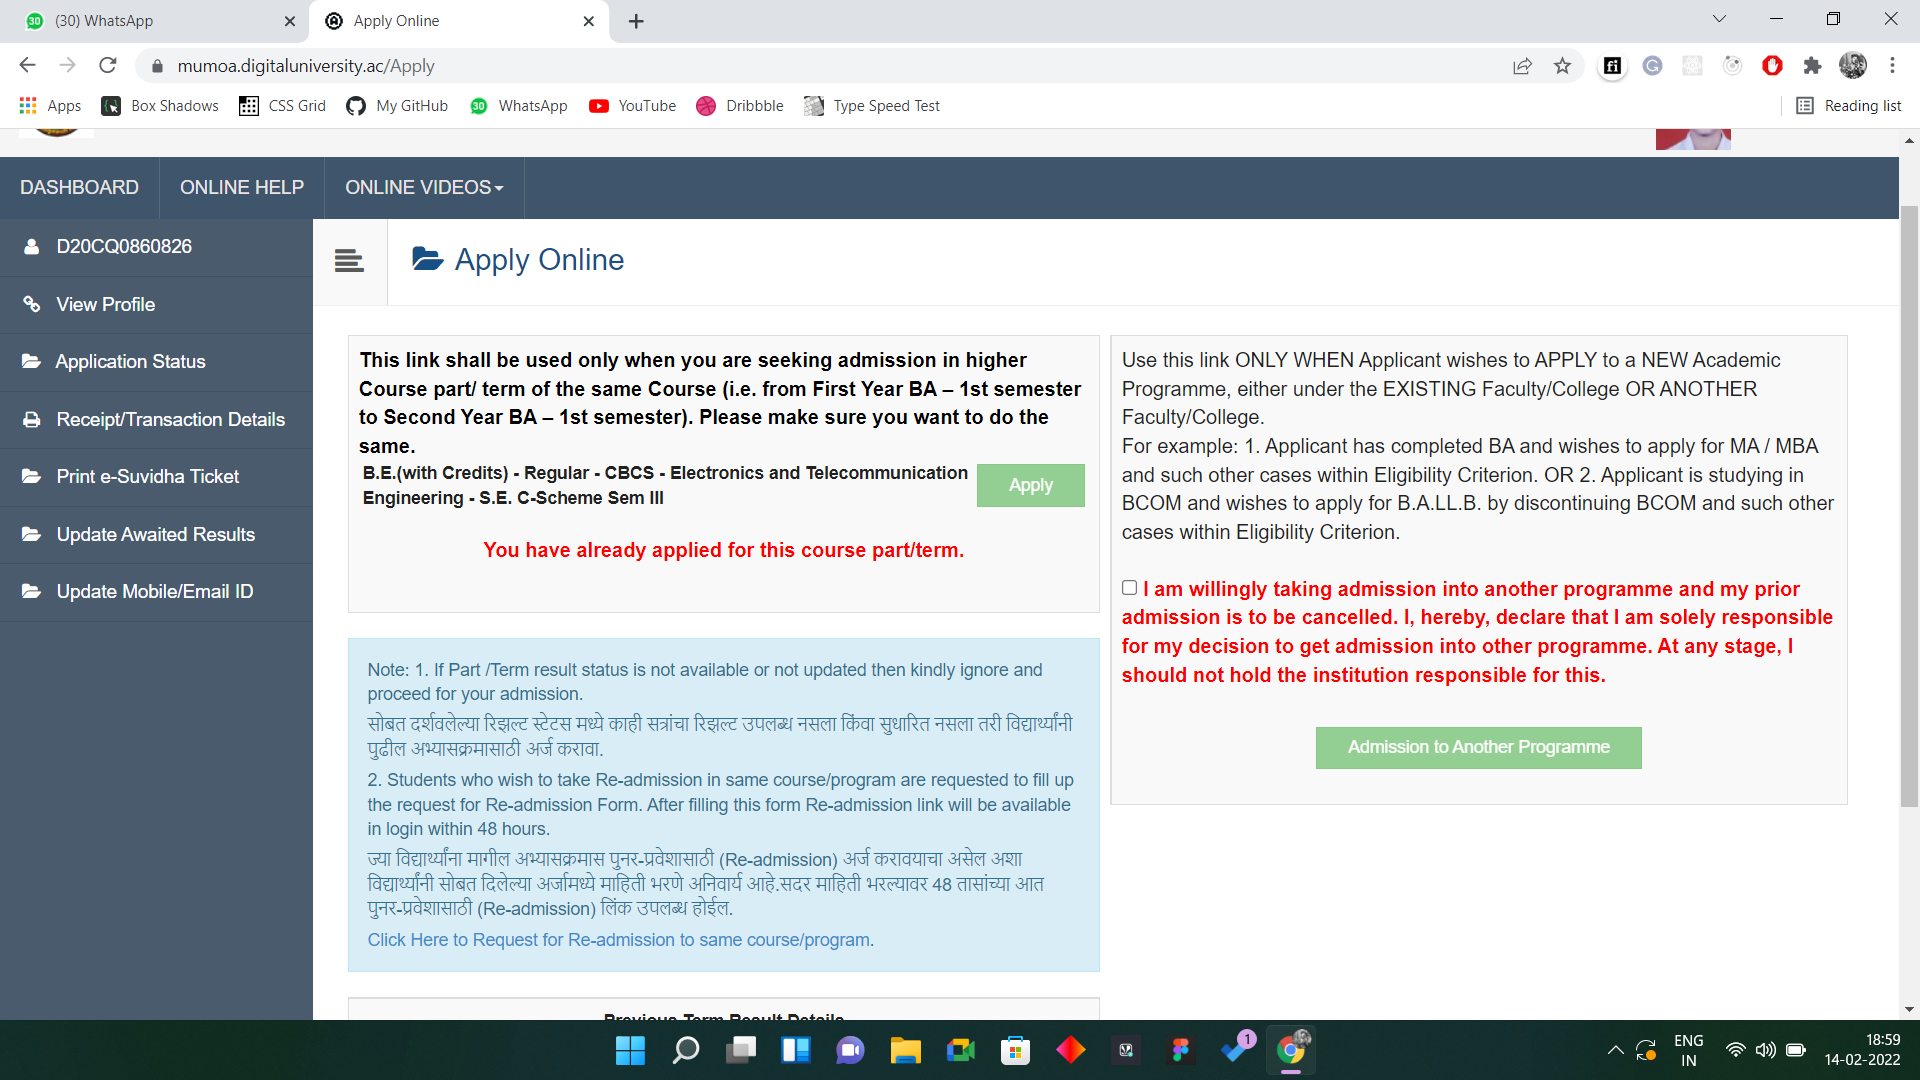 (30) WhatsApp
Apply Online
mumoa.digitaluniversity.ac/Apply
Apps
Box Shadows
CSS Grid
My GitHub
30
WhatsApp
YouTube
Dribbble
Type Speed Test
Reading list
DASHBOARD
ONLINE HELP
ONLINE VIDEOS
D20CQ0860826
View Profile
Application Status
Receipt/Transaction Details
Print e-Suvidha Ticket
Update Awaited Results
Update Mobile/Email ID
Apply Online
This link shall be used only when you are seeking admission in higher
Course part/ term of the same Course (i.e. from First Year BA – 1st semester
to Second Year BA – 1st semester). Please make sure you want to do the
same.
B.E.(with Credits) - Regular - CBCS - Electronics and Telecommunication
Engineering - S.E. C-Scheme Sem III
Apply
You have already applied for this course part/term.
Note: 1. If Part /Term result status is not available or not updated then kindly ignore and
proceed for your admission.
सोबत दर्शवलेल्या रिझल्ट स्टेटस मध्ये काही सत्रांचा रिझल्ट उपलब्ध नसला किंवा सुधारित नसला तरी विद्यार्थ्यांनी
पुढील अभ्यासक्रमासाठी अर्ज करावा.
2. Students who wish to take Re-admission in same course/program are requested to fill up
the request for Re-admission Form. After filling this form Re-admission link will be available
in login within 48 hours.
ज्या विद्यार्थ्यांना मागील अभ्यासक्रमास पुनर-प्रवेशासाठी (Re-admission) अर्ज करावयाचा असेल अशा
विद्यार्थ्यांनी सोबत दिलेल्या अर्जामध्ये माहिती भरणे अनिवार्य आहे.सदर माहिती भरल्यावर 48 तासांच्या आत
पुनर-प्रवेशासाठी (Re-admission) लिंक उपलब्ध होईल.
Click Here to Request for Re-admission to same course/program.
Previous Term Result Details
Use this link ONLY WHEN Applicant wishes to APPLY to a NEW Academic
Programme, either under the EXISTING Faculty/College OR ANOTHER
Faculty/College.
For example: 1. Applicant has completed BA and wishes to apply for MA / MBA
and such other cases within Eligibility Criterion. OR 2. Applicant is studying in
BCOM and wishes to apply for B.A.LL.B. by discontinuing BCOM and such other
cases within Eligibility Criterion.
I am willingly taking admission into another programme and my prior
admission is to be cancelled. I, hereby, declare that I am solely responsible
for my decision to get admission into other programme. At any stage, I
should not hold the institution responsible for this.
Admission to Another Programme
1
ENG
IN
18:59
14-02-2022